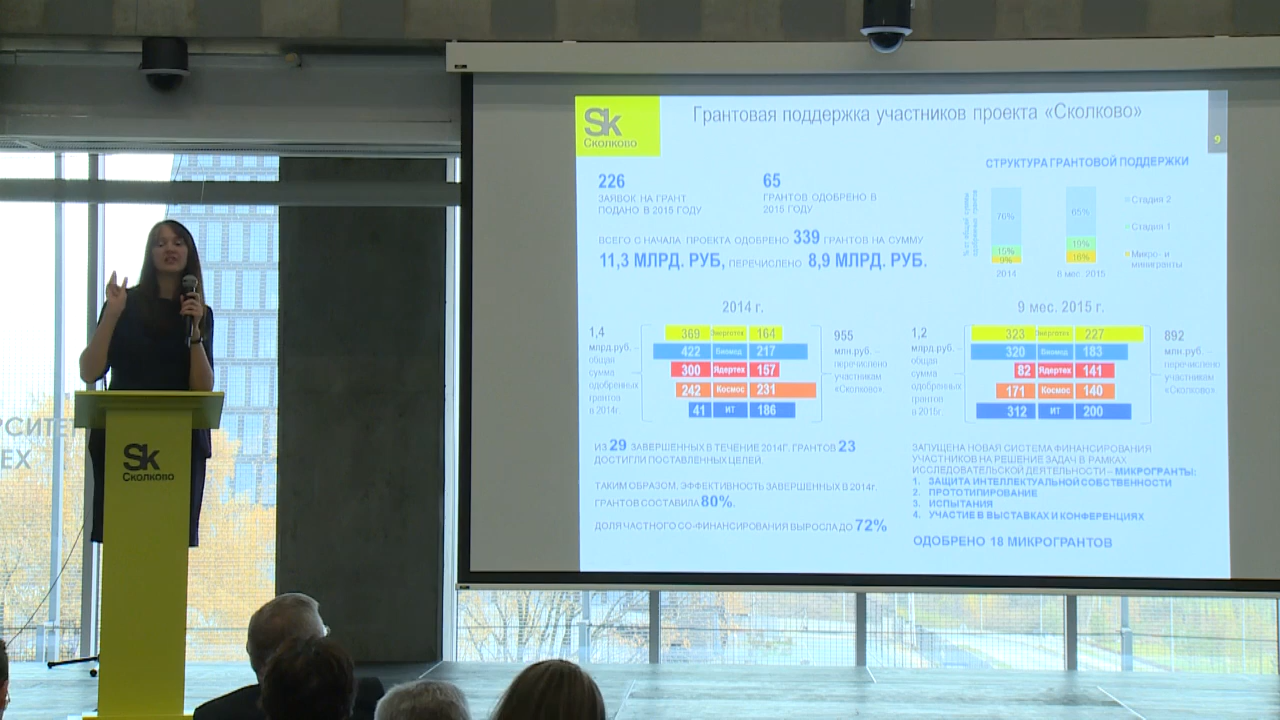 Sk
Сколково
Грантовая поддержка участников проекта «Сколково»
9
226
ЗАЯВОК НА ГРАНТ
ПОДАНО В 2015 ГОДУ
65
ГРАНТОВ ОДОБРЕНО В
2015 ГОДУ
ВСЕГО С НАЧАЛА ПРОЕКТА ОДОБРЕНО 339 ГРАНТОВ НА СУММУ
11,3 МЛРД. РУБ, ПЕРЕЧИСЛЕНО 8,9 МЛРД. РУБ.
СТРУКТУРА ГРАНТОВОЙ ПОДДЕРЖКИ
% от общей суммы
одобренных грантов
76%
15%
9%
2014
65%
19%
16%
8 мес. 2015
Стадия 2
Стадия 1
Микро- и
минигранты
2014 г.
1,4
млрд.руб. –
общая
сумма
одобренных
грантов
в 2014г.
369 Энерготех 164
422 Биомед 217
300 Ядертех 157
242 Космос 231
41 ИТ 186
955
млн.руб. –
перечислено
участникам
«Сколково»
9 мес. 2015 г.
1,2
млрд.руб. –
общая
сумма
одобренных
грантов
в 2015г.
323 Энерготех 227
320 Биомед 183
82 Ядертех 141
171 Космос 140
312 ИТ 200
892
млн.руб. –
перечислено
участникам
«Сколково»
ИЗ 29 ЗАВЕРШЕННЫХ В ТЕЧЕНИЕ 2014Г. ГРАНТОВ 23
ДОСТИГЛИ ПОСТАВЛЕННЫХ ЦЕЛЕЙ.
ТАКИМ ОБРАЗОМ, ЭФФЕКТИВНОСТЬ ЗАВЕРШЕННЫХ В 2014г.
ГРАНТОВ СОСТАВИЛА 80%.
ДОЛЯ ЧАСТНОГО СО-ФИНАНСИРОВАНИЯ ВЫРОСЛА ДО 72%
ЗАПУЩЕНА НОВАЯ СИСТЕМА ФИНАНСИРОВАНИЯ
УЧАСТНИКОВ НА РЕШЕНИЕ ЗАДАЧ В РАМКАХ
ИССЛЕДОВАТЕЛЬСКОЙ ДЕЯТЕЛЬНОСТИ – МИКРОГРАНТЫ:
1. ЗАЩИТА ИНТЕЛЛЕКТУАЛЬНОЙ СОБСТВЕННОСТИ
2. ПРОТОТИПИРОВАНИЕ
3. ИСПЫТАНИЯ
4. УЧАСТИЕ В ВЫСТАВКАХ И КОНФЕРЕНЦИЯХ
ОДОБРЕНО 18 МИКРОГРАНТОВ
Sk
Сколково